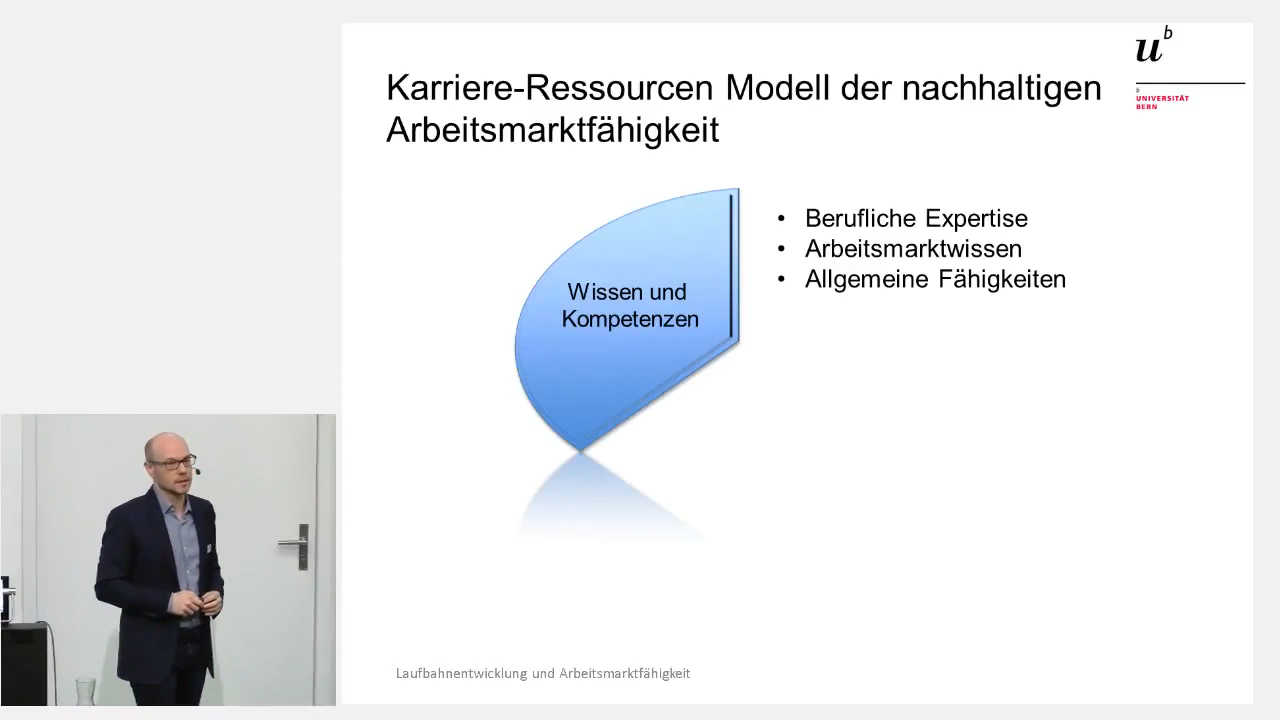 u b
Karriere-Ressourcen Modell der nachhaltigen
Arbeitsmarktfähigkeit
b
UNIVERSITÄT
BERN
Wissen und
Kompetenzen
• Berufliche Expertise
• Arbeitsmarktwissen
• Allgemeine Fähigkeiten
Laufbahnentwicklung und Arbeitsmarktfähigkeit